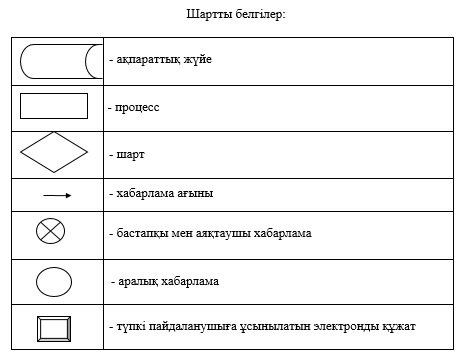 Шартты белгілер:
- ақпараттық жүйе
- процесс
- шарт
- хабарлама ағыны
- бастапқы мен аяқтаушы хабарлама
- аралық хабарлама
- түпкі пайдаланушыға ұсынылатын электронды құжат